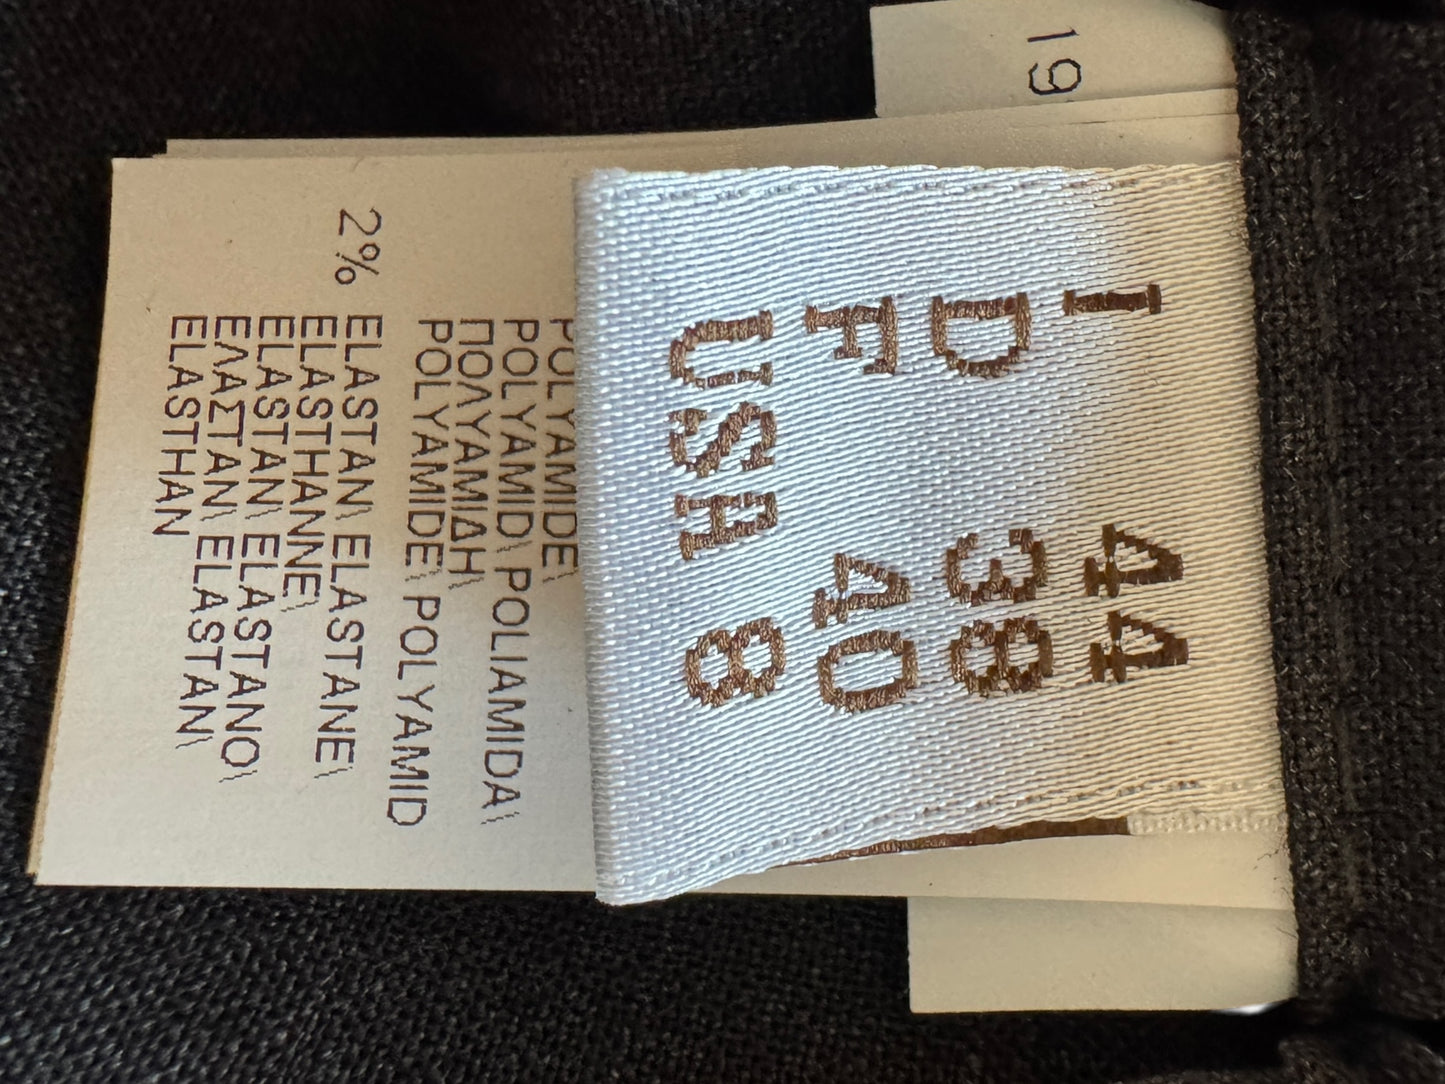 19
I 44
D 38
F 40
USA 8
POLYAMIDE\
POLYAMID\ POLIAMIDA\
ΠΟΛΥΑΜΙΔΗ\
POLYAMIDE\ POLYAMID
2% ELASTAN\ ELASTANE\
ELASTHANNE\
ELASTAN\ ELASTANO\
ΕΛΑΣΤΑΝ\ ELASTAN\
ELASTHAN